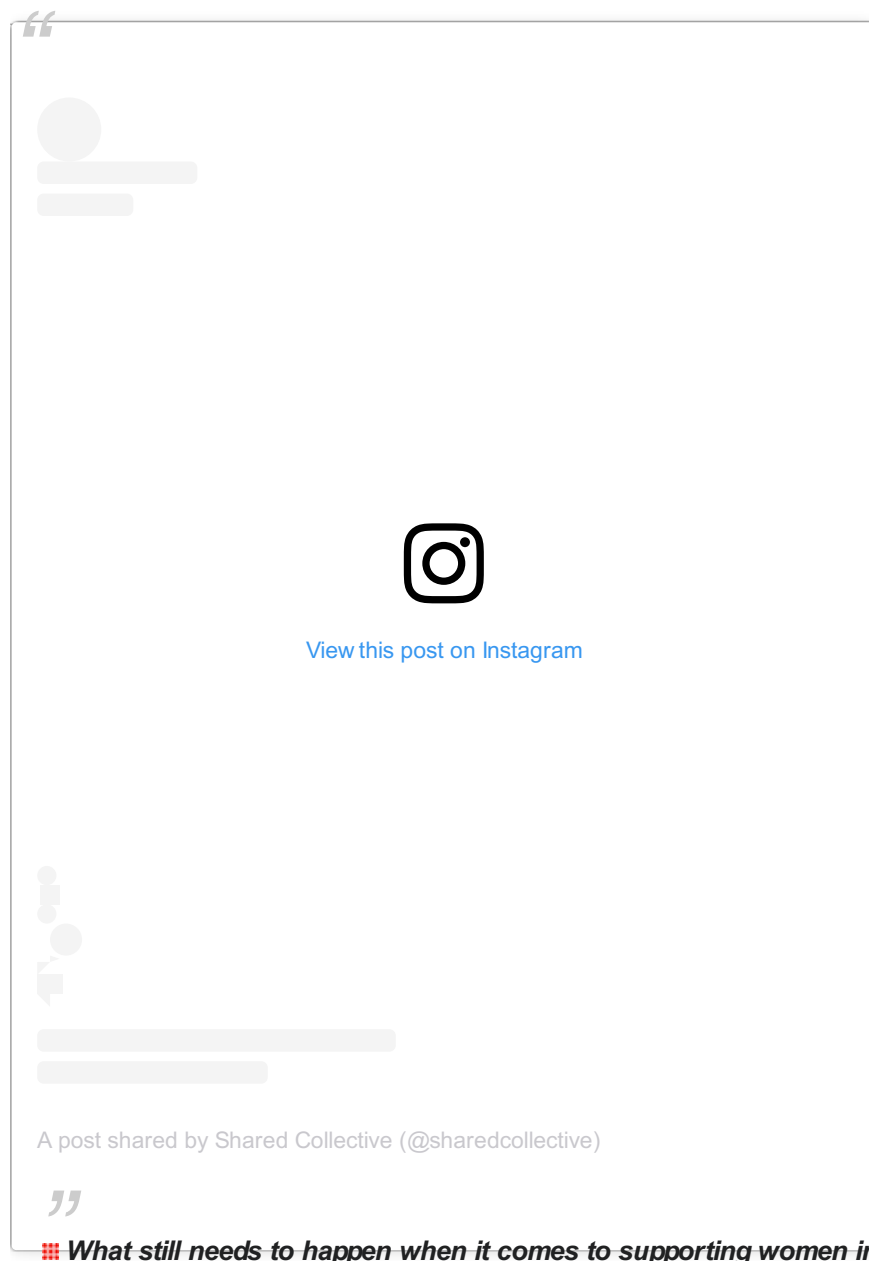 “
View this post on Instagram
A post shared by Shared Collective (@sharedcollective)
”
What still needs to happen when it comes to supporting women in